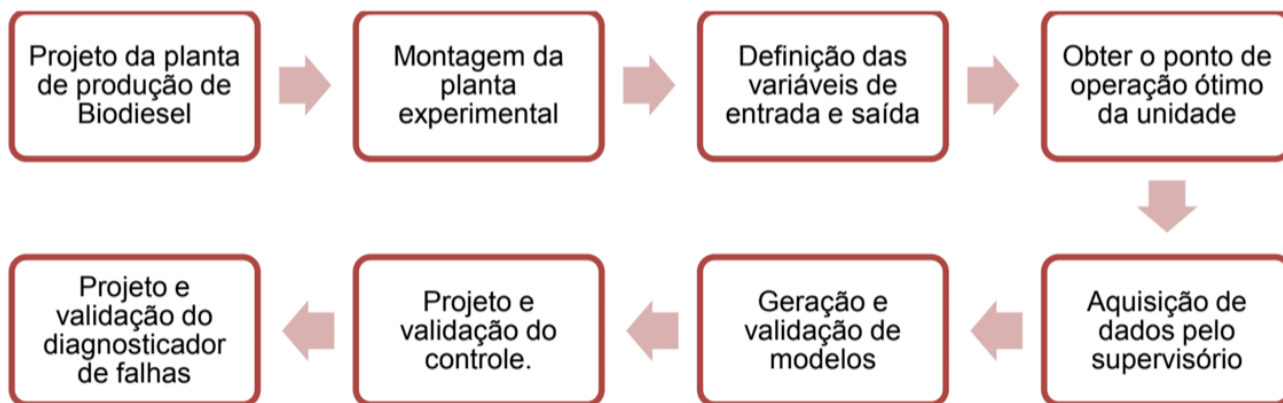 Projeto da planta
de produção de
Biodiesel
Montagem da
planta
experimental
Definição das
variáveis de
entrada e saída
Obter o ponto de
operação ótimo
da unidade
Aquisição de
dados pelo
supervisório
Geração e
validação de
modelos
Projeto e
validação do
controle.
Projeto e
validação do
diagnosticador
de falhas